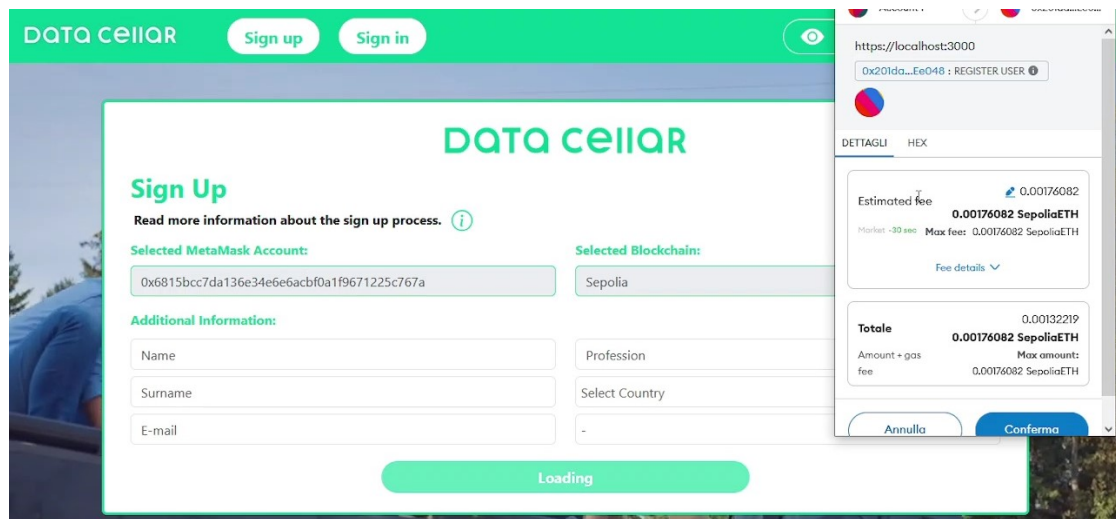 DATA CELLAR
Sign up
Sign in
DATA CELLAR
Sign Up
Read more information about the sign up process. i
Selected MetaMask Account:
0x6815bcc7da136e34e6e6acbf0a1f9671225c767a
Selected Blockchain:
Sepolia
Additional Information:
Name
Profession
Surname
Select Country
E-mail
-
Loading
https://localhost:3000
0x201da...Ee048 : REGISTER USER
DETTAGLI HEX
Estimated fee
0.00176082
0.00176082 SepoliaETH
Market ~30 sec Max fee: 0.00176082 SepoliaETH
Fee details
0.00132219
Totale
0.00176082 SepoliaETH
Amount + gas fee
Max amount:
0.00176082 SepoliaETH
Annulla
Conferma